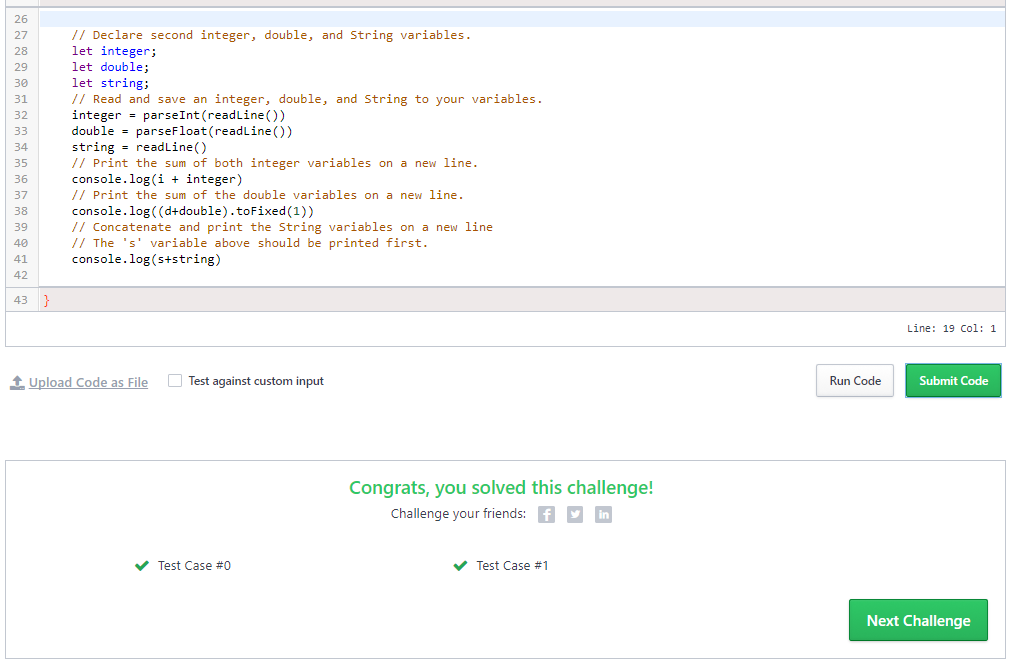 26
27 // Declare second integer, double, and String variables.
28 let integer;
29 let double;
30 let string;
31 // Read and save an integer, double, and String to your variables.
32 integer = parseInt(readLine())
33 double = parseFloat(readLine())
34 string = readLine()
35 // Print the sum of both integer variables on a new line.
36 console.log(i + integer)
37 // Print the sum of the double variables on a new line.
38 console.log((d+double).toFixed(1))
39 // Concatenate and print the String variables on a new line
40 // The 's' variable above should be printed first.
41 console.log(s+string)
42
43 }
Line: 19 Col: 1
Upload Code as File Test against custom input Run Code Submit Code
Congrats, you solved this challenge!
Challenge your friends: f in
Test Case #0 Test Case #1
Next Challenge